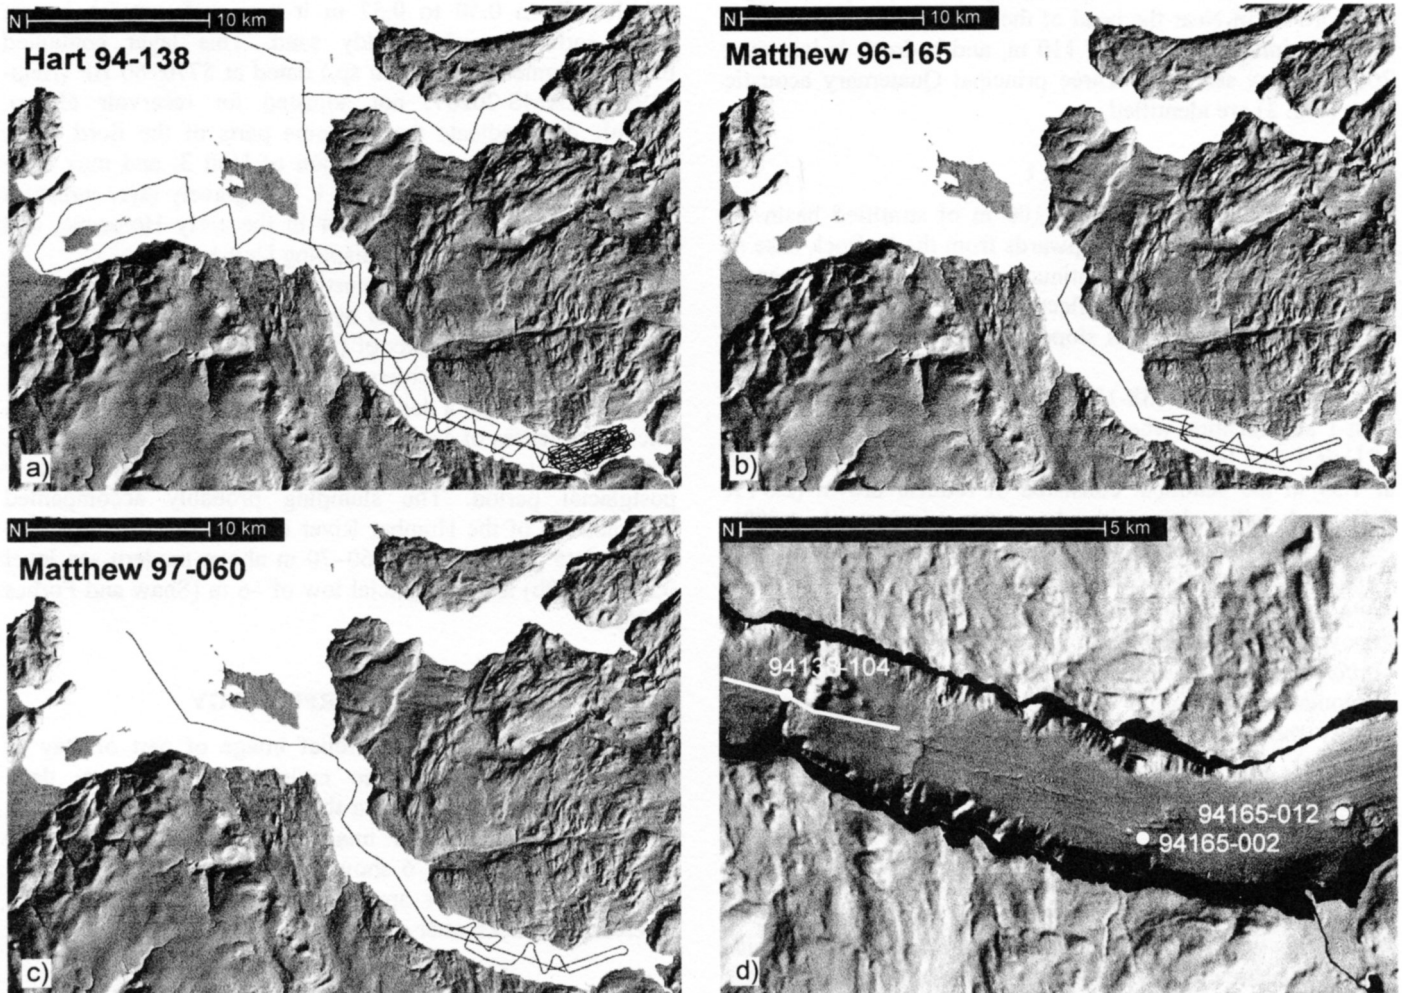 N 10 km
Hart 94-138
a)
N 10 km
Matthew 96-165
b)
N 10 km
Matthew 97-060
c)
N 5 km
94138-104
94165-012
94165-002
d)